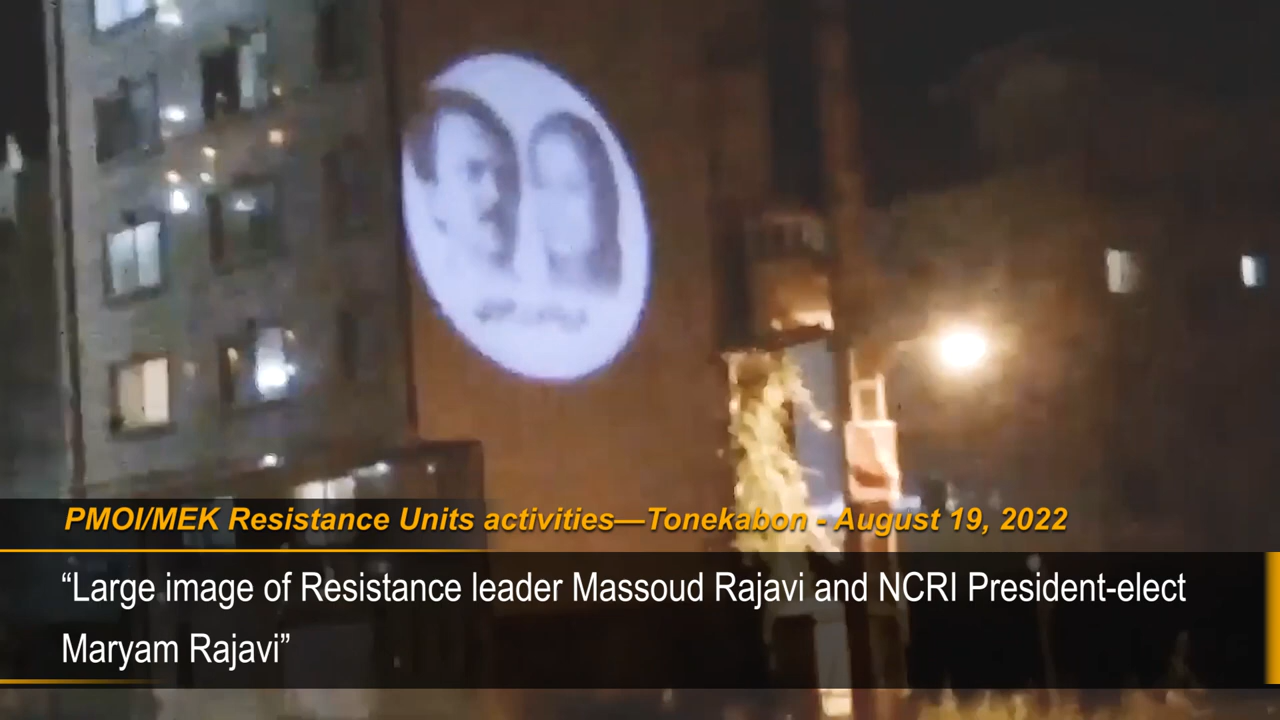 PMOI/MEK Resistance Units activities—Tonekabon - August 19, 2022
“Large image of Resistance leader Massoud Rajavi and NCRI President-elect
Maryam Rajavi”